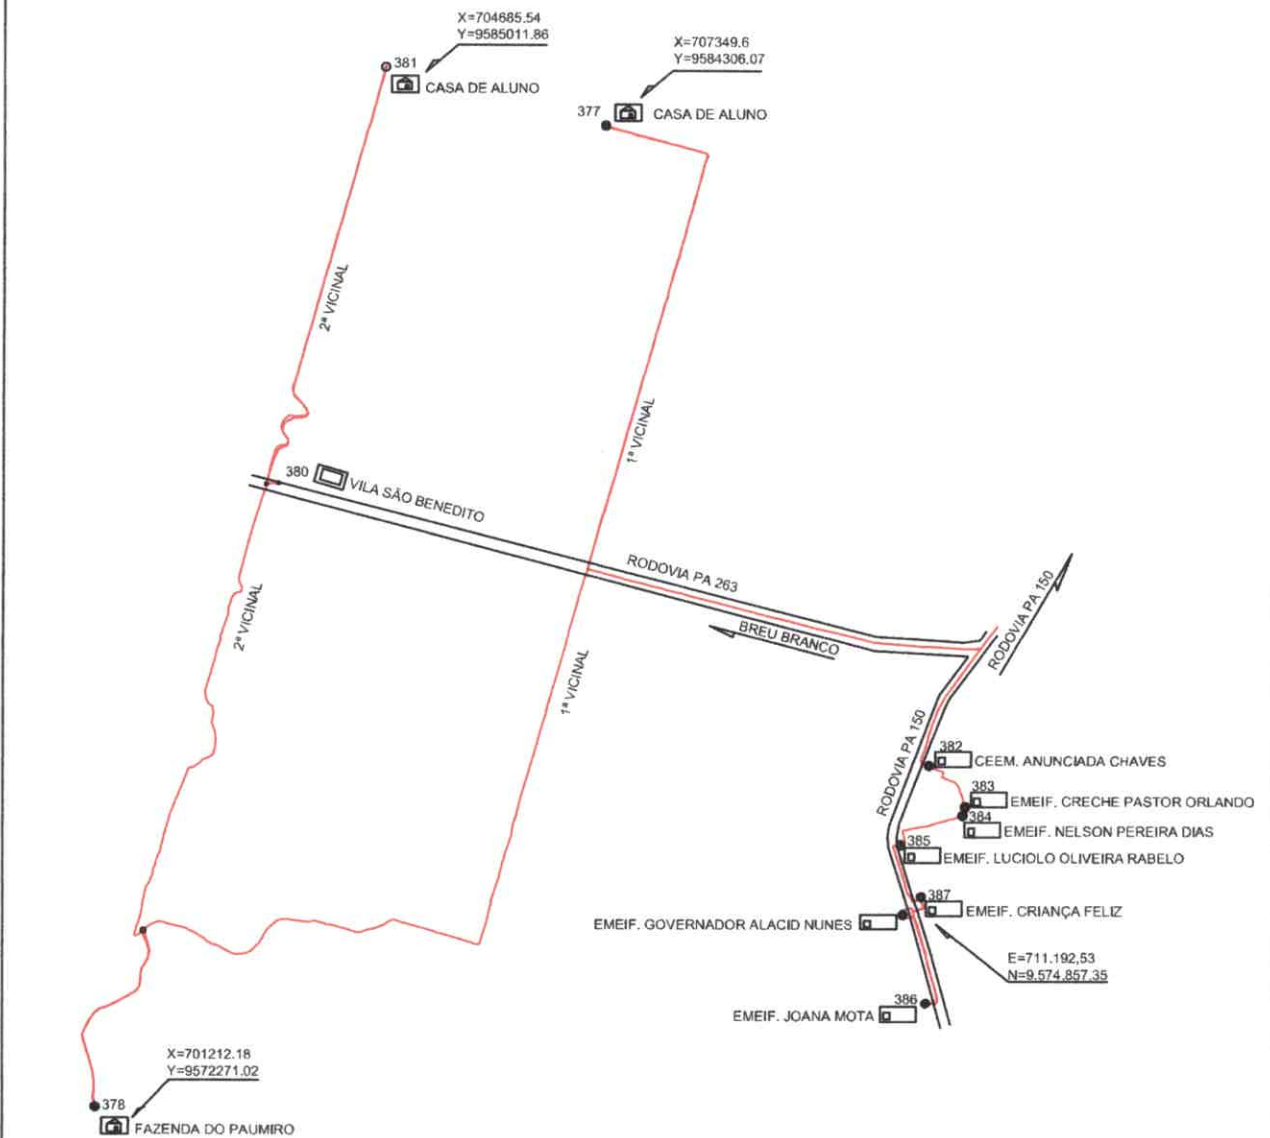 X=704685.54
Y=9585011.86
381
CASA DE ALUNO
X=707349.6
Y=9584306.07
377
CASA DE ALUNO
2ª VICINAL
1ª VICINAL
380
VILA SÃO BENEDITO
RODOVIA PA 263
BREU BRANCO
RODOVIA PA 150
2ª VICINAL
1ª VICINAL
RODOVIA PA 150
382
CEEM. ANUNCIADA CHAVES
383
EMEIF. CRECHE PASTOR ORLANDO
384
EMEIF. NELSON PEREIRA DIAS
385
EMEIF. LUCIOLO OLIVEIRA RABELO
387
EMEIF. CRIANÇA FELIZ
EMEIF. GOVERNADOR ALACID NUNES
E=711.192,53
N=9.574.857.35
386
EMEIF. JOANA MOTA
X=701212.18
Y=9572271.02
378
FAZENDA DO PAUMIRO